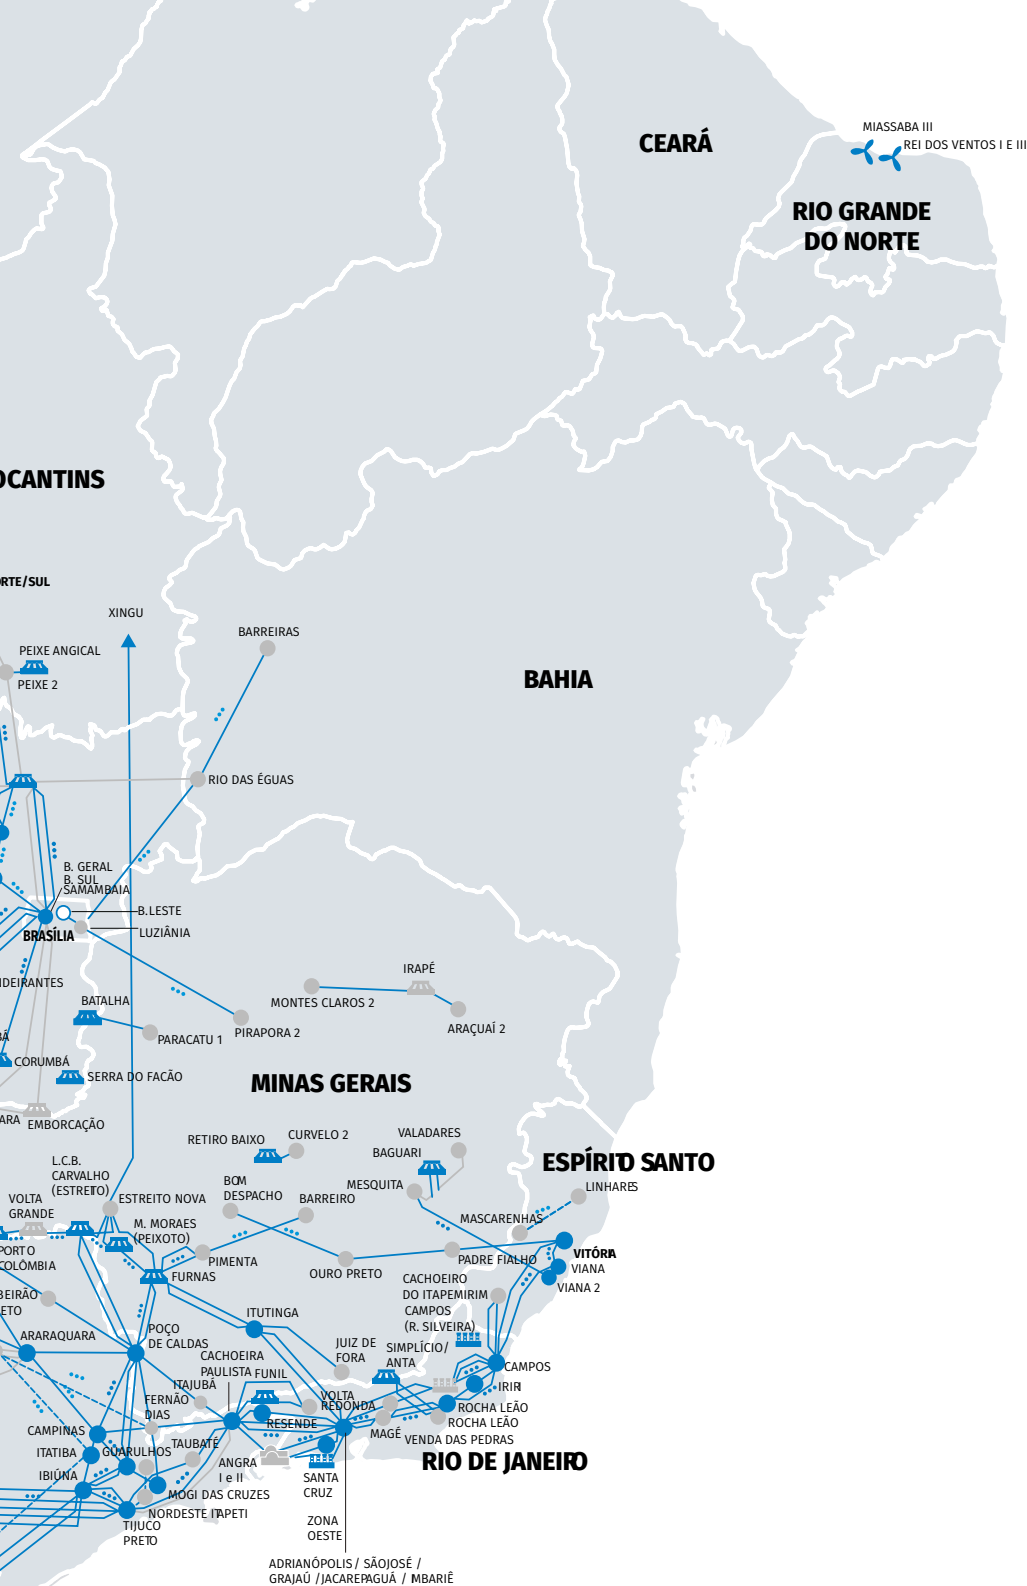 MIASSABA III
REI DOS VENTOS I E III
CEARÁ
RIO GRANDE
DO NORTE
OCANTINS
ORTE/SUL
XINGU
BARREIRAS
PEIXE ANGICAL
PEIXE 2
BAHIA
RIO DAS ÉGUAS
B. GERAL
B. SUL
SAMAMBAIA
B.LESTE
BRASÍLIA
LUZIÂNIA
IRAPÉ
NDEIRANTES
MONTES CLAROS 2
BATALHA
ARAÇUAÍ 2
PIRAPORA 2
PARACATU 1
BÁ
CORUMBÁ
SERRA DO FACÃO
MINAS GERAIS
ARA
EMBORCAÇÃO
RETIRO BAIXO
CURVELO 2
VALADARES
BAGUARI
L.C.B.
CARVALHO
(ESTREITO)
ESPÍRITO SANTO
MESQUITA
LINHARES
BOM
DESPACHO
VOLTA
GRANDE
ESTREITO NOVA
BARREIRO
MASCARENHAS
M. MORAES
(PEIXOTO)
PORTO
COLÔMBIA
PIMENTA
PADRE FIALHO
VITÓRIA
VIANA
OURO PRETO
FURNAS
CACHOEIRO
DO ITAPEMIRIM
VIANA 2
BEIRÃO
ETO
CAMPOS
(R. SILVEIRA)
ITUTINGA
ARARAQUARA
POÇO
DE CALDAS
JUIZ DE
FORA
SIMPLÍCIO/
ANTA
CACHOEIRA
PAULISTA
FUNIL
CAMPOS
ITAJUBÁ
IRIRI
FERNÃO
DIAS
VOLTA
REDONDA
ROCHA LEÃO
ROCHA LEÃO
RESENDE
CAMPINAS
MAGÉ
VENDA DAS PEDRAS
ITATIBA
GUARULHOS
TAUBATÉ
RIO DE JANEIRO
ANGRA
I e II
IBIÚNA
SANTA
CRUZ
MOGI DAS CRUZES
NORDESTE
ITAPETI
TIJUCO
PRETO
ZONA
OESTE
ADRIANÓPOLIS / SÃOJOSÉ /
GRAJAÚ / JACAREPAGUÁ / IMBARIÊ